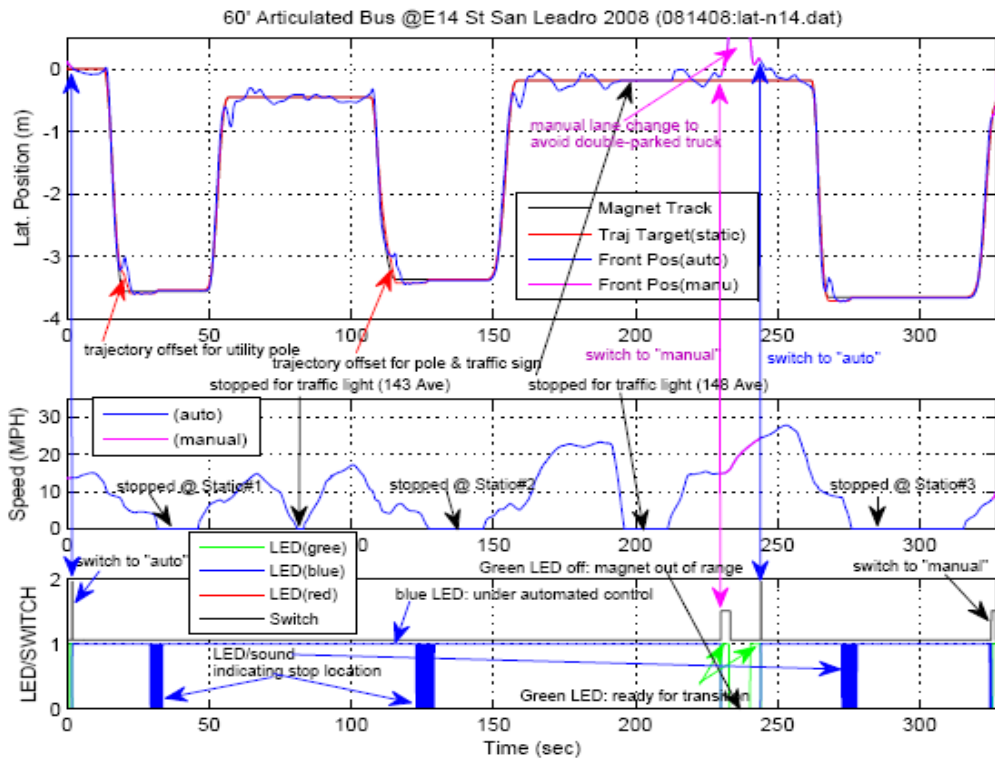 60' Articulated Bus @E14 St San Leadro 2008 (081408:lat-n14.dat)
Lat. Position (m)
0
-1
-2
-3
-4
manual lane change to
avoid double-parked truck
Magnet Track
Traj Target(static)
Front Pos(auto)
Front Pos(manu)
0 50 100 150 200 250 300
trajectory offset for utility pole
trajectory offset for pole & traffic sign
switch to "manual"
switch to "auto"
stopped for traffic light (143 Ave)
stopped for traffic light (148 Ave)
Speed (MPH)
30
20
10
0
(auto)
(manual)
stopped @ Static#1
stopped @ Static#2
stopped @ Static#3
0 50 100 150 200 250 300
switch to "auto"
LED(gree)
LED(blue)
LED(red)
Switch
Green LED off: magnet out of range
switch to "manual"
LED/SWITCH
2
1
0
blue LED: under automated control
LED/sound
indicating stop location
Green LED: ready for transition
0 50 100 150 200 250 300
Time (sec)